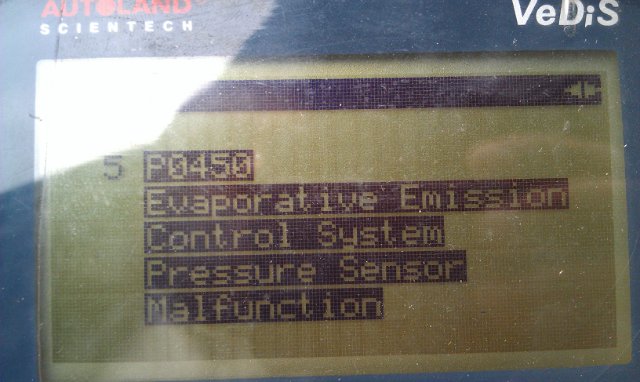 AUTOLAND
SCIENTECH
VeDiS
5 P0450
Evaporative Emission
Control System
Pressure Sensor
Malfunction